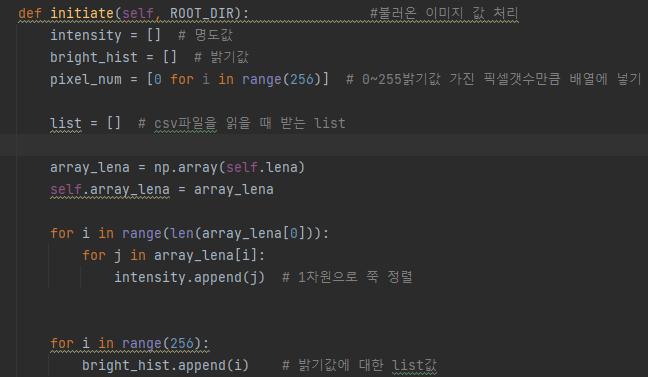 def initiate(self, ROOT_DIR): #불러온 이미지 값 처리
intensity = [] # 명도값
bright_hist = [] # 밝기값
pixel_num = [0 for i in range(256)] # 0~255밝기값 가진 픽셀갯수만큼 배열에 넣기
list = [] # csv파일을 읽을 때 받는 list
array_lena = np.array(self.lena)
self.array_lena = array_lena
for i in range(len(array_lena[0])):
for j in array_lena[i]:
intensity.append(j) # 1차원으로 쭉 정렬
for i in range(256):
bright_hist.append(i) # 밝기값에 대한 list값